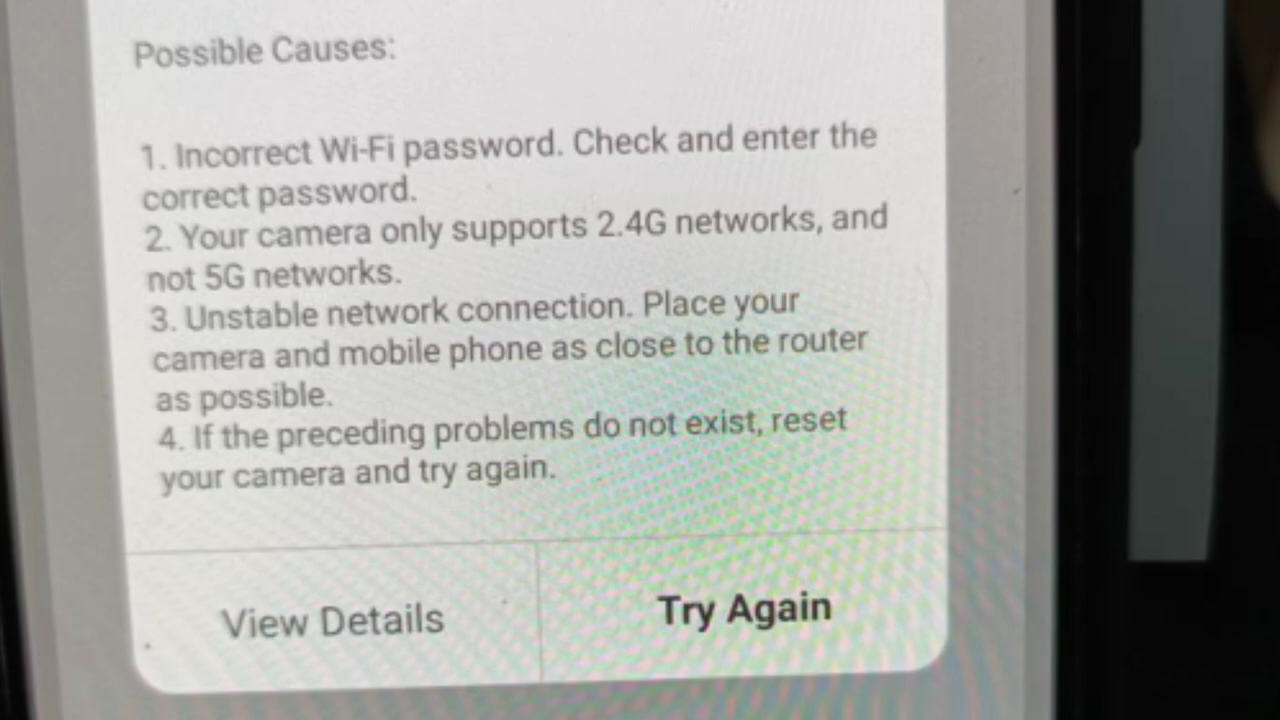 Possible Causes:
1. Incorrect Wi-Fi password. Check and enter the
correct password.
2. Your camera only supports 2.4G networks, and
not 5G networks.
3. Unstable network connection. Place your
camera and mobile phone as close to the router
as possible.
4. If the preceding problems do not exist, reset
your camera and try again.
View Details
Try Again